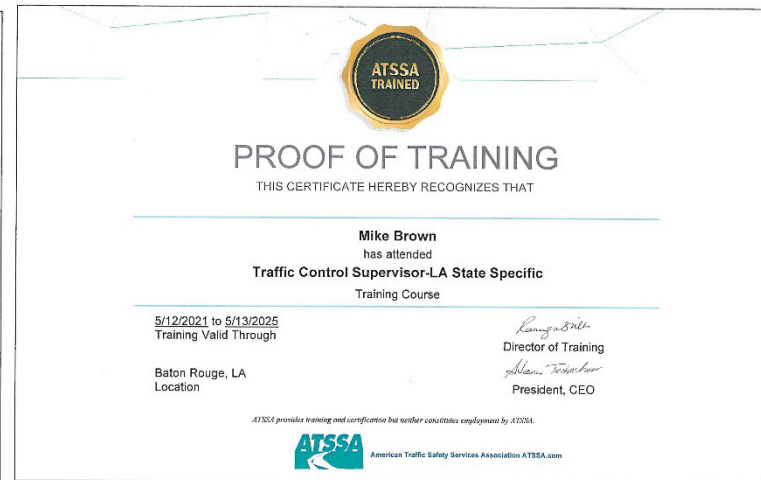 ATSSA
TRAINED
PROOF OF TRAINING
THIS CERTIFICATE HEREBY RECOGNIZES THAT
Mike Brown
has attended
Traffic Control Supervisor-LA State Specific
Training Course
5/12/2021 to 5/13/2025
Training Valid Through
Director of Training
Baton Rouge, LA
Location
President, CEO
ATSSA provides training and certification but neither constitutes employment by ATSSA.
ATSSA
American Traffic Safety Services Association ATSSA.com